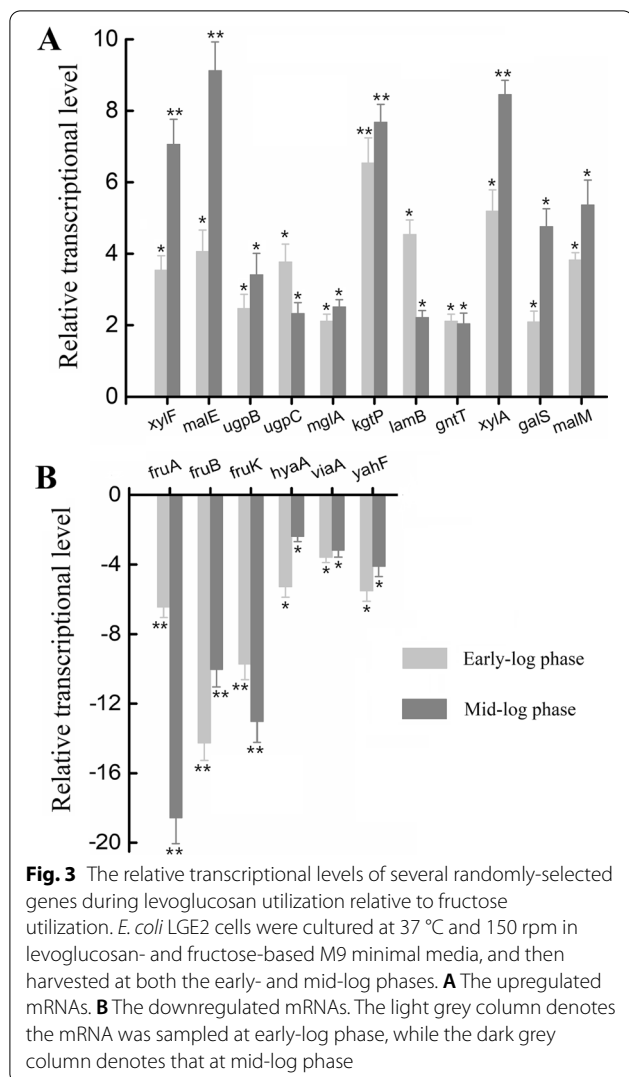 A
Relative transcriptional level
10
8
6
4
2
0
* ** * ** * * * * * * ** ** * * * * * ** * * * *
xylF malE ugpB ugpC mglA kgtP lamB gntT xylA galS malM
B
fruA fruB fruK hyaA viaA yahF
Relative transcriptional level
0
-4
-8
-12
-16
-20
** ** ** ** ** ** * * * * * *
Early-log phase
Mid-log phase
Fig. 3 The relative transcriptional levels of several randomly-selected
genes during levoglucosan utilization relative to fructose
utilization. E. coli LGE2 cells were cultured at 37 °C and 150 rpm in
levoglucosan- and fructose-based M9 minimal media, and then
harvested at both the early- and mid-log phases. A The upregulated
mRNAs. B The downregulated mRNAs. The light grey column denotes
the mRNA was sampled at early-log phase, while the dark grey
column denotes that at mid-log phase